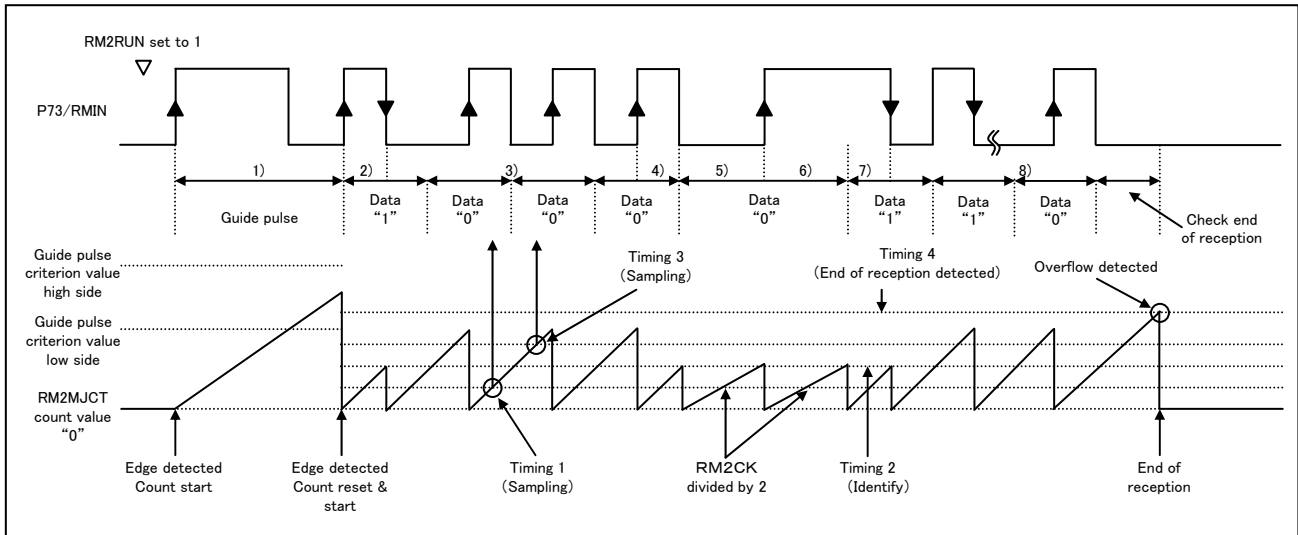 RM2RUN set to 1
P73/RMIN
1)
2)
3)
4)
5)
6)
7)
8)
Guide pulse
Data
“1”
Data
“0”
Data
“0”
Data
“0”
Data
“0”
Data
“1”
Data
“1”
Data
“0”
Check end
of reception
Guide pulse
criterion value
high side
Timing 3
(Sampling)
Timing 4
(End of reception detected)
Overflow detected
Guide pulse
criterion value
low side
RM2MJCT
count value
“0”
Edge detected
Count start
Edge detected
Count reset &
start
Timing 1
(Sampling)
RM2CK
divided by 2
Timing 2
(Identify)
End of
reception